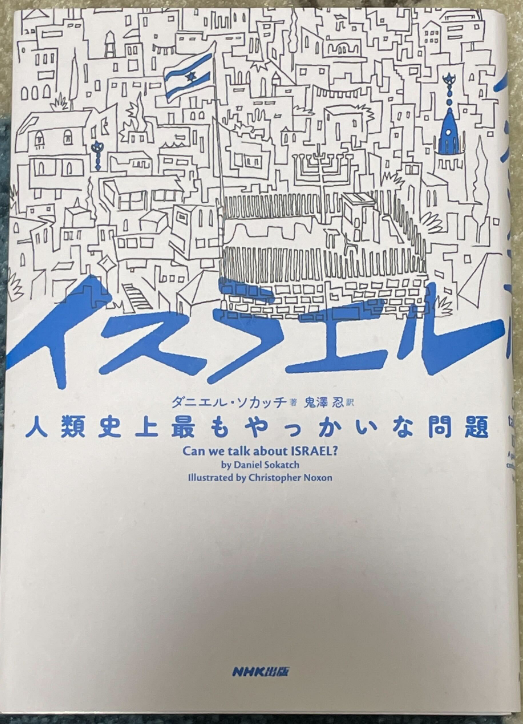 イスラエル
ダニエル・ソカッチ 著 鬼澤 忍 訳
人類史上最もやっかいな問題
Can we talk about ISRAEL?
by Daniel Sokatch
Illustrated by Christopher Noxon
NHK出版